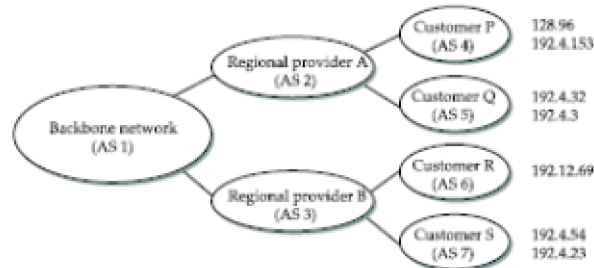 Customer P
(AS 4)
128.96
192.4.153
Regional provider A
(AS 2)
Customer Q
(AS 5)
192.4.32
192.4.3
Backbone network
(AS 1)
Customer R
(AS 6)
192.12.69
Regional provider B
(AS 3)
Customer S
(AS 7)
192.4.54
192.4.23